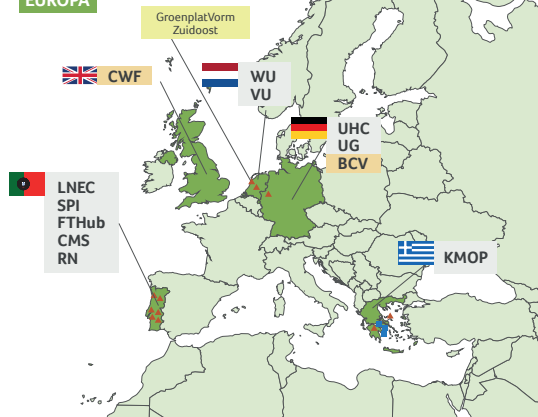 EUROPA
GroenplatVorm
Zuidoost
CWF
WU
VU
UHC
UG
BCV
LNEC
SPI
FTHub
CMS
RN
KMOP